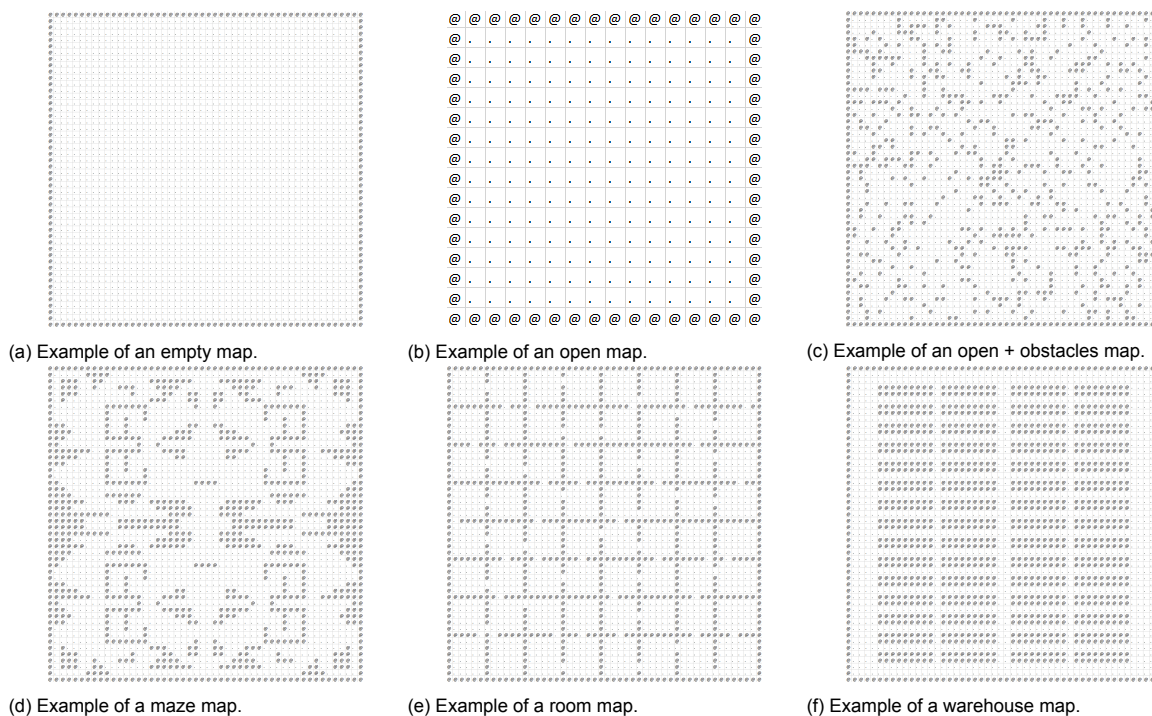 @ @ @ @ @ @ @ @ @ @ @ @ @ @ @ @
@ . . . . . . . . . . . . . . @
@ . . . . . . . . . . . . . . @
@ . . . . . . . . . . . . . . @
@ . . . . . . . . . . . . . . @
@ . . . . . . . . . . . . . . @
@ . . . . . . . . . . . . . . @
@ . . . . . . . . . . . . . . @
@ . . . . . . . . . . . . . . @
@ . . . . . . . . . . . . . . @
@ . . . . . . . . . . . . . . @
@ . . . . . . . . . . . . . . @
@ . . . . . . . . . . . . . . @
@ . . . . . . . . . . . . . . @
@ . . . . . . . . . . . . . . @
@ @ @ @ @ @ @ @ @ @ @ @ @ @ @ @
(a) Example of an empty map.
(b) Example of an open map.
(c) Example of an open + obstacles map.
(d) Example of a maze map.
(e) Example of a room map.
(f) Example of a warehouse map.